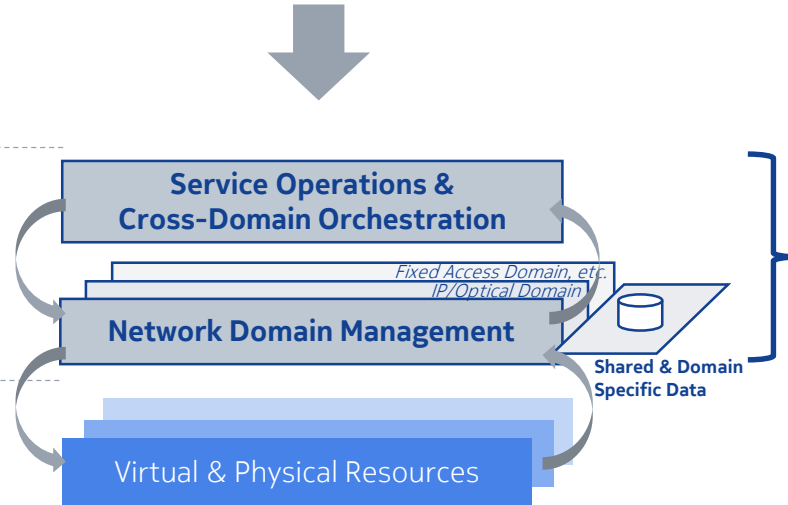 Service Operations &
Cross-Domain Orchestration
Fixed Access Domain, etc.
IP/Optical Domain
Network Domain Management
Shared & Domain
Specific Data
Virtual & Physical Resources